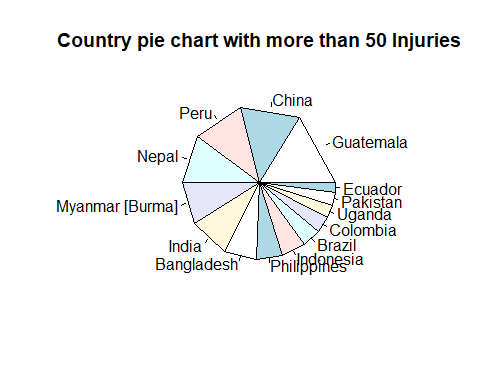 Country pie chart with more than 50 Injuries
China
Guatemala
Peru
Nepal
Myanmar [Burma]
India
Bangladesh
Philippines
Indonesia
Brazil
Colombia
Uganda
Pakistan
Ecuador